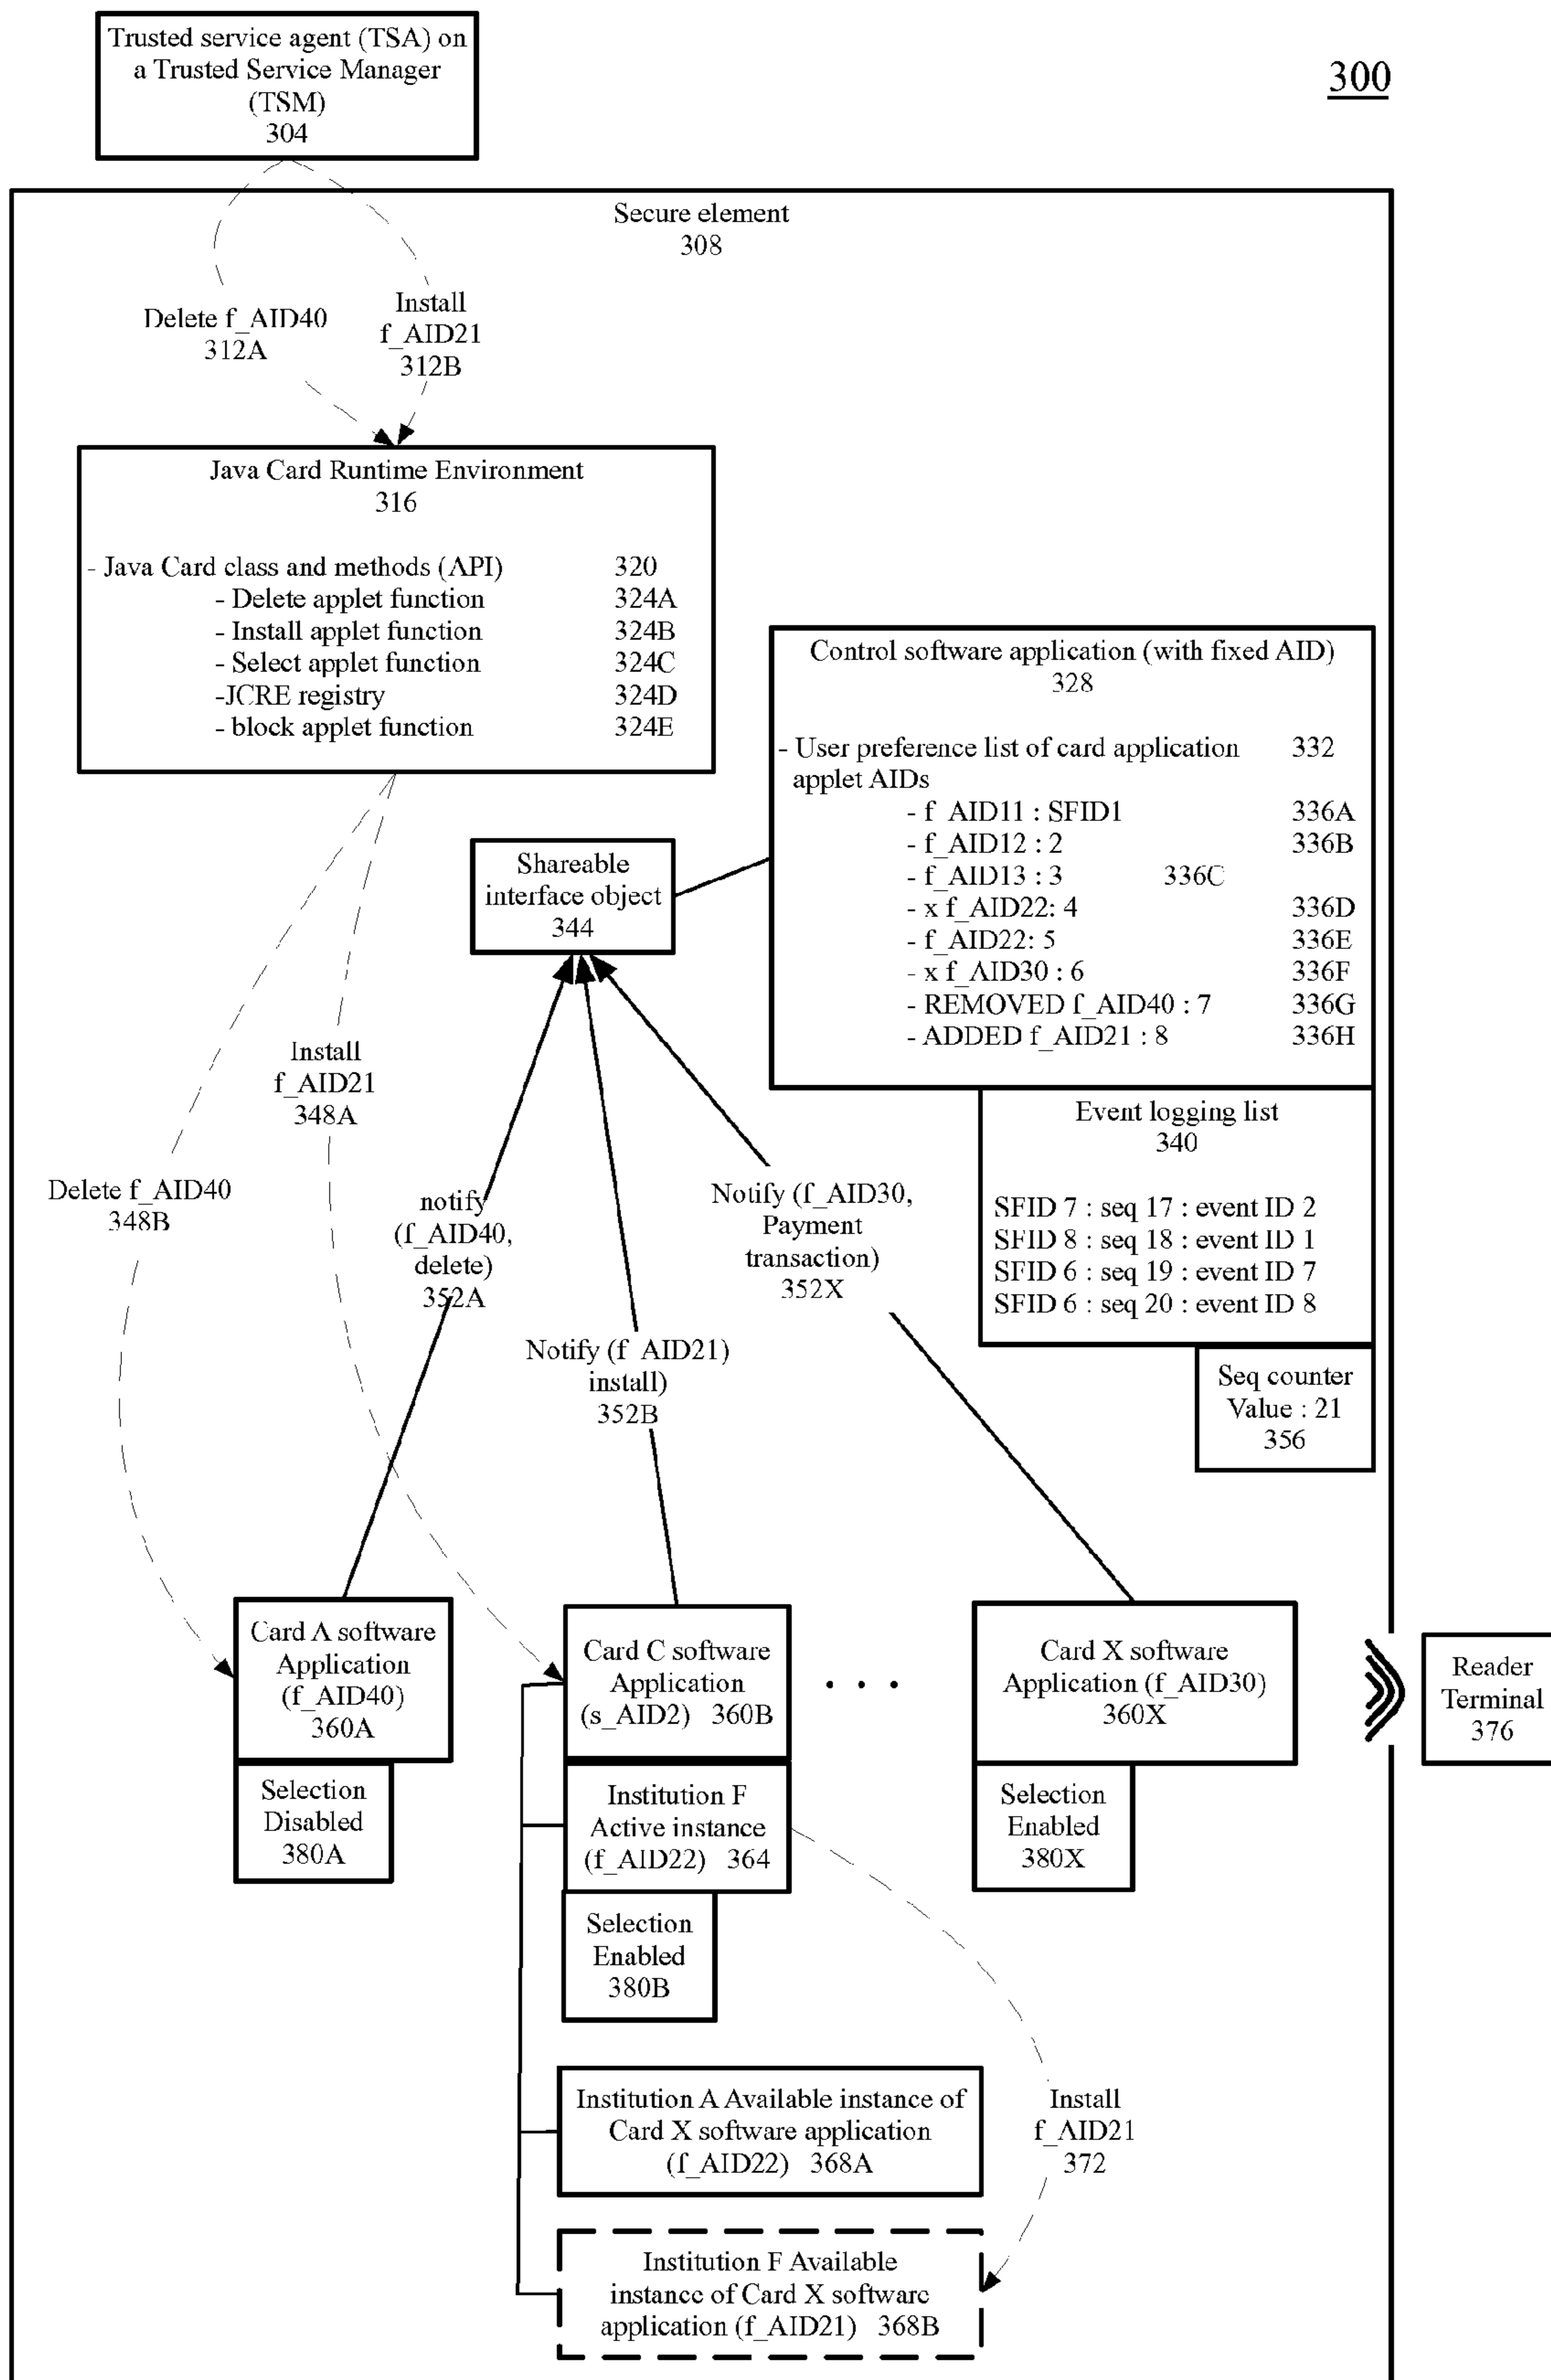 Trusted service agent (TSA) on
a Trusted Service Manager
(TSM)
304
300
Secure element
308
Delete f_AID40
312A
Install
f_AID21
312B
Java Card Runtime Environment
316
- Java Card class and methods (API) 320
- Delete applet function 324A
- Install applet function 324B
- Select applet function 324C
-JCRE registry 324D
- block applet function 324E
Control software application (with fixed AID)
328
- User preference list of card application 332
applet AIDs
- f_AID11 : SFID1 336A
- f_AID12 : 2 336B
- f_AID13 : 3 336C
- x f_AID22: 4 336D
- f_AID22: 5 336E
- x f_AID30 : 6 336F
- REMOVED f_AID40 : 7 336G
- ADDED f_AID21 : 8 336H
Shareable
interface object
344
Event logging list
340
SFID 7 : seq 17 : event ID 2
SFID 8 : seq 18 : event ID 1
SFID 6 : seq 19 : event ID 7
SFID 6 : seq 20 : event ID 8
Seq counter
Value : 21
356
Install
f_AID21
348A
Delete f_AID40
348B
notify
(f_AID40,
delete)
352A
Notify (f_AID21)
install)
352B
Notify (f_AID30,
Payment
transaction)
352X
Card A software
Application
(f_AID40)
360A
Selection
Disabled
380A
Card C software
Application
(s_AID2) 360B
Institution F
Active instance
(f_AID22) 364
Selection
Enabled
380B
. . .
Card X software
Application (f_AID30)
360X
Selection
Enabled
380X
Reader
Terminal
376
Institution A Available instance of
Card X software application
(f_AID22) 368A
Install
f_AID21
372
Institution F Available
instance of Card X software
application (f_AID21) 368B